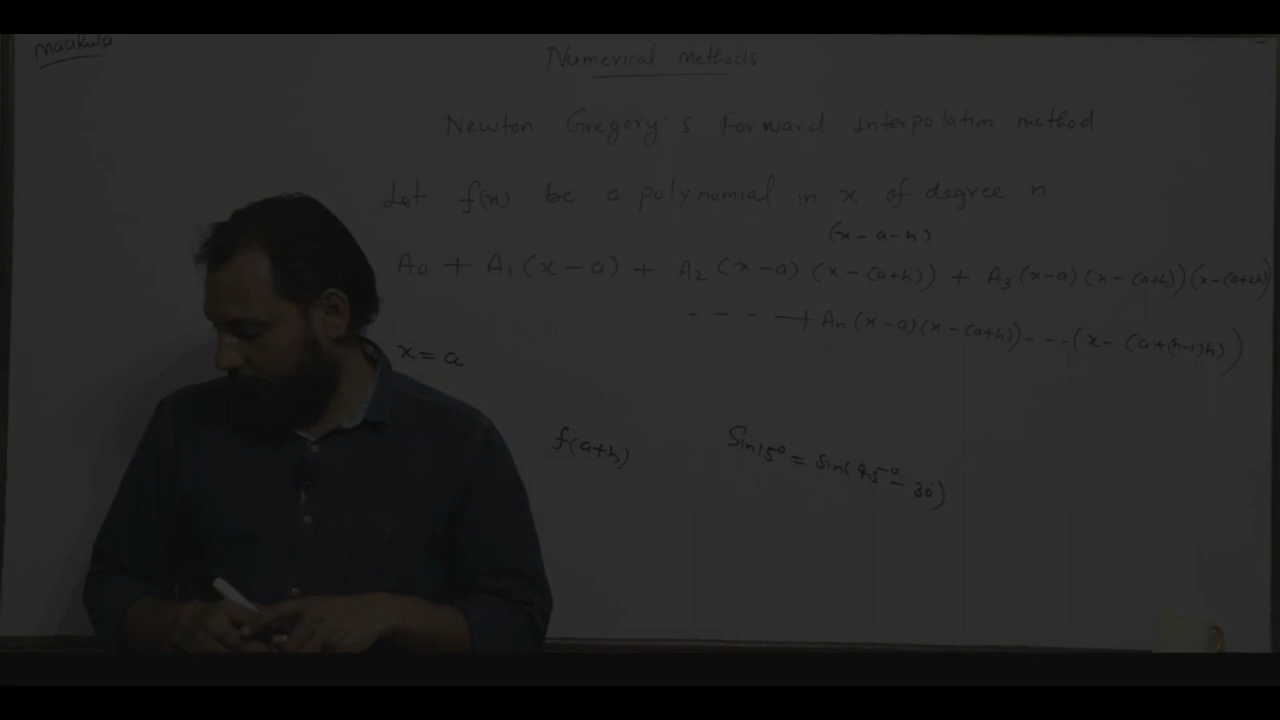 Maukula
Numerical Methods
Newton Gregory's Forward Interpolation method
Let f(x) be a polynomial in x of degree n
(x-a-h)
A0 + A1(x-a) + A2(x-a)(x-(a+h)) + A3(x-a)(x-(a+h))(x-(a+2h))
- - - - + An(x-a)(x-(a+h)) - - - (x-(a+(n-1)h))
x = a
f(a+h)
Sin15° = Sin(45° - 30)